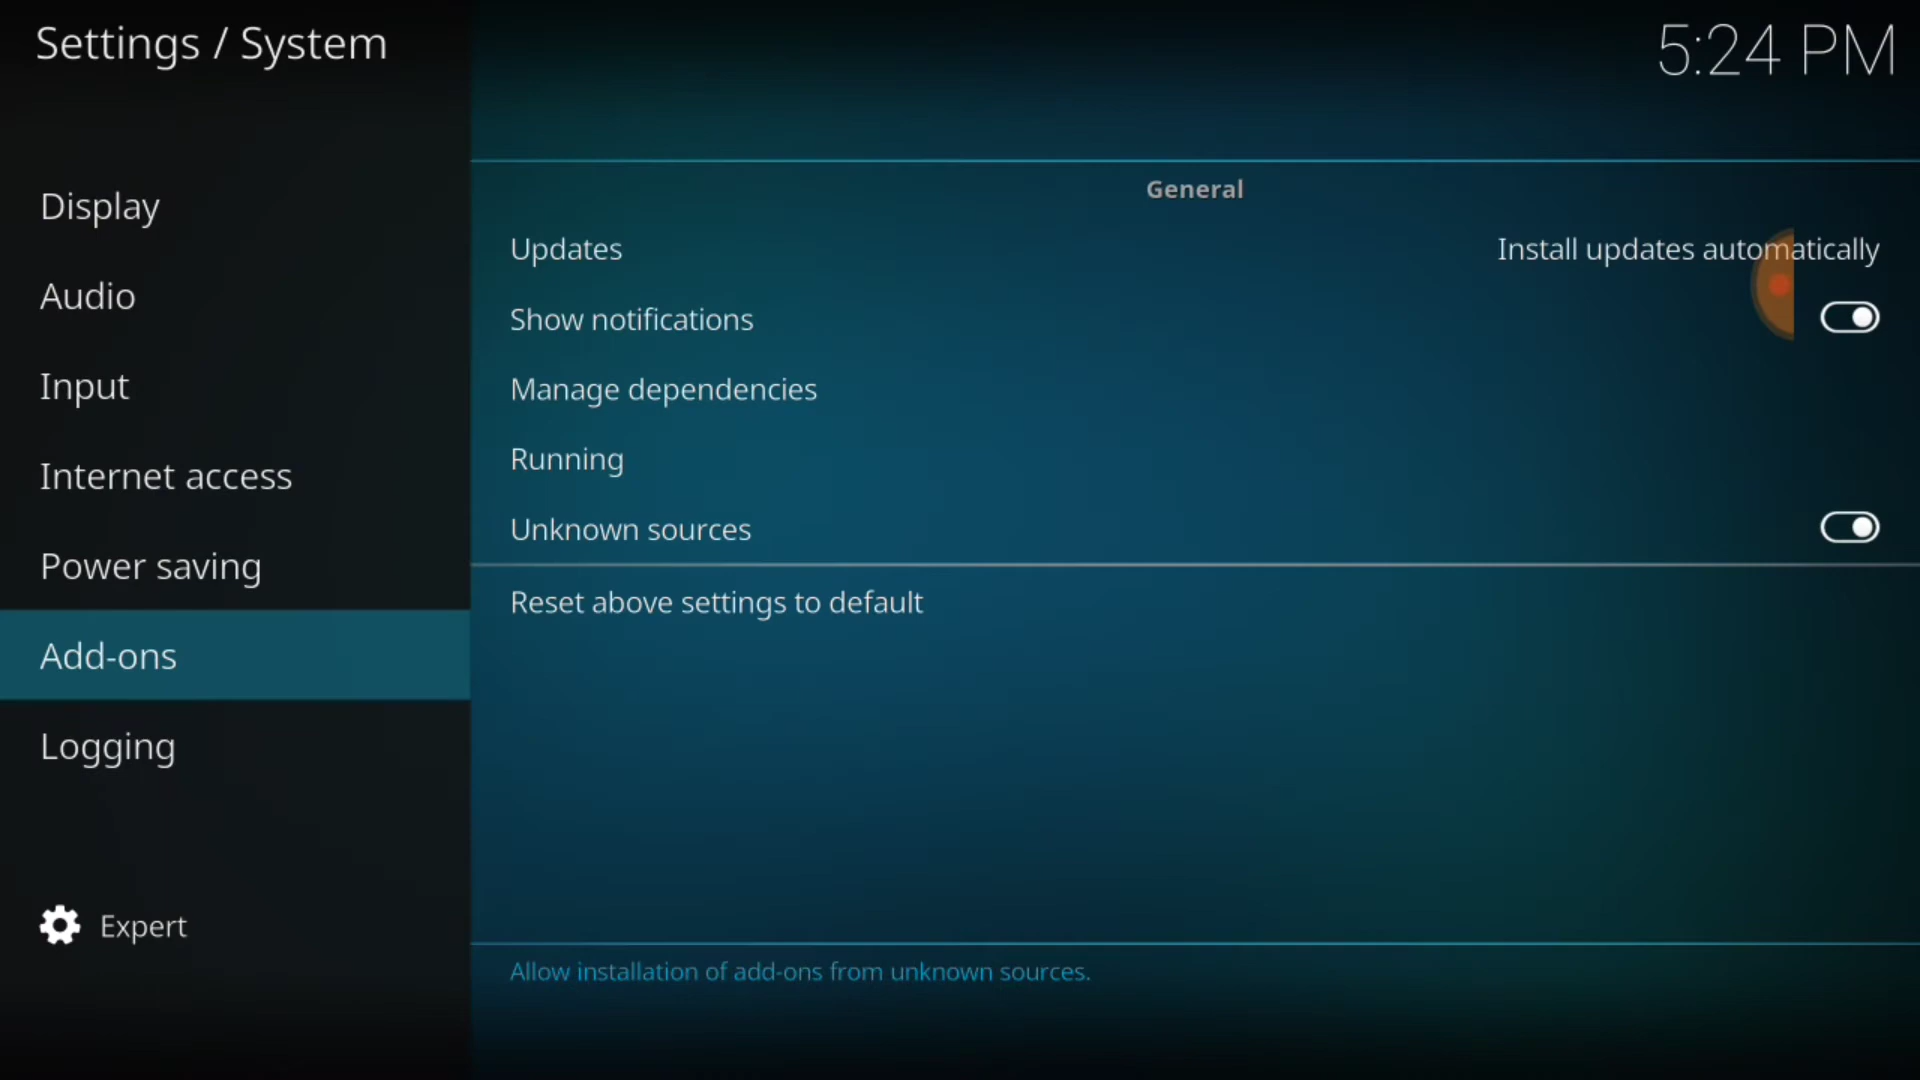 Settings / System
5:24 PM
Display
Audio
Input
Internet access
Power saving
Add-ons
Logging
Expert
General
Updates Install updates automatically
Show notifications
Manage dependencies
Running
Unknown sources
Reset above settings to default
Allow installation of add-ons from unknown sources.